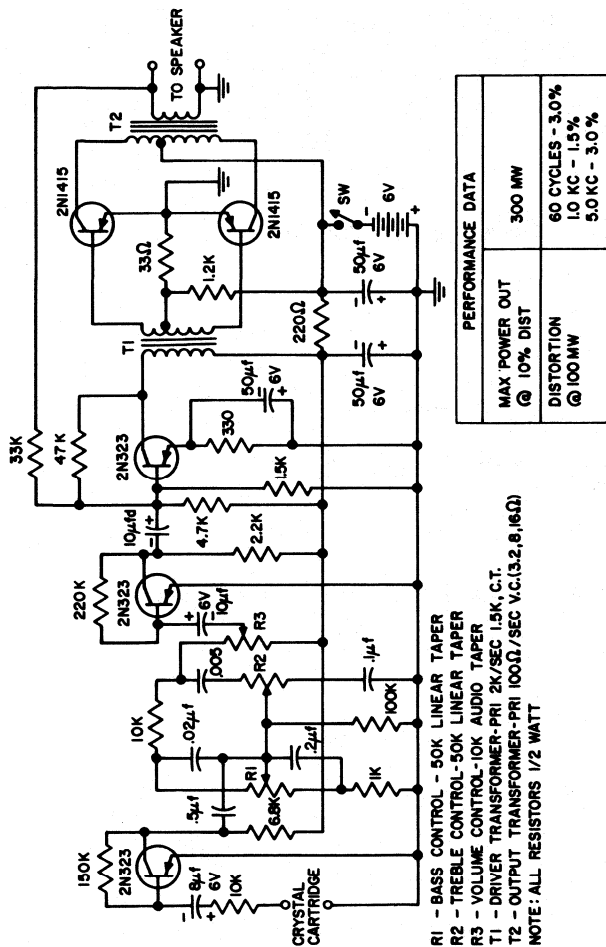 150K
2N323
8µf
6V
10K
CRYSTAL
CARTRIDGE
6.8K
.5µf
R1
10K
.02µf
.2µf
1K
.005
R2
R3
100K
.1µf
220K
2N323
6V
10µf
10µfd
2.2K
4.7K
33K
47K
2N323
330
1.5K
50µf
6V
T1
220Ω
50µf
6V
2N1415
33Ω
1.2K
2N1415
50µf
6V
SW
6V
T2
TO SPEAKER
R1 - BASS CONTROL - 50K LINEAR TAPER
R2 - TREBLE CONTROL-50K LINEAR TAPER
R3 - VOLUME CONTROL-10K AUDIO TAPER
T1 - DRIVER TRANSFORMER-PRI 2K/SEC 1.5K, C.T.
T2 - OUTPUT TRANSFORMER-PRI 100Ω/SEC V.C.(3.2,8,16Ω)
NOTE: ALL RESISTORS 1/2 WATT
PERFORMANCE DATA
MAX POWER OUT
@ 10% DIST
300 MW
DISTORTION
@ 100 MW
60 CYCLES - 3.0%
1.0 KC - 1.5%
5.0 KC - 3.0%